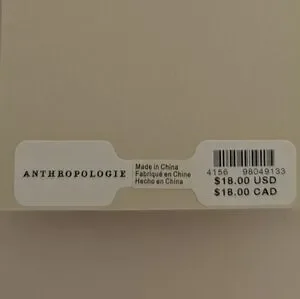 ANTHROPOLOGIE
Made in China
Fabriqué en Chine
Hecho en China
4156 98049133
$18.00 USD
$18.00 CAD